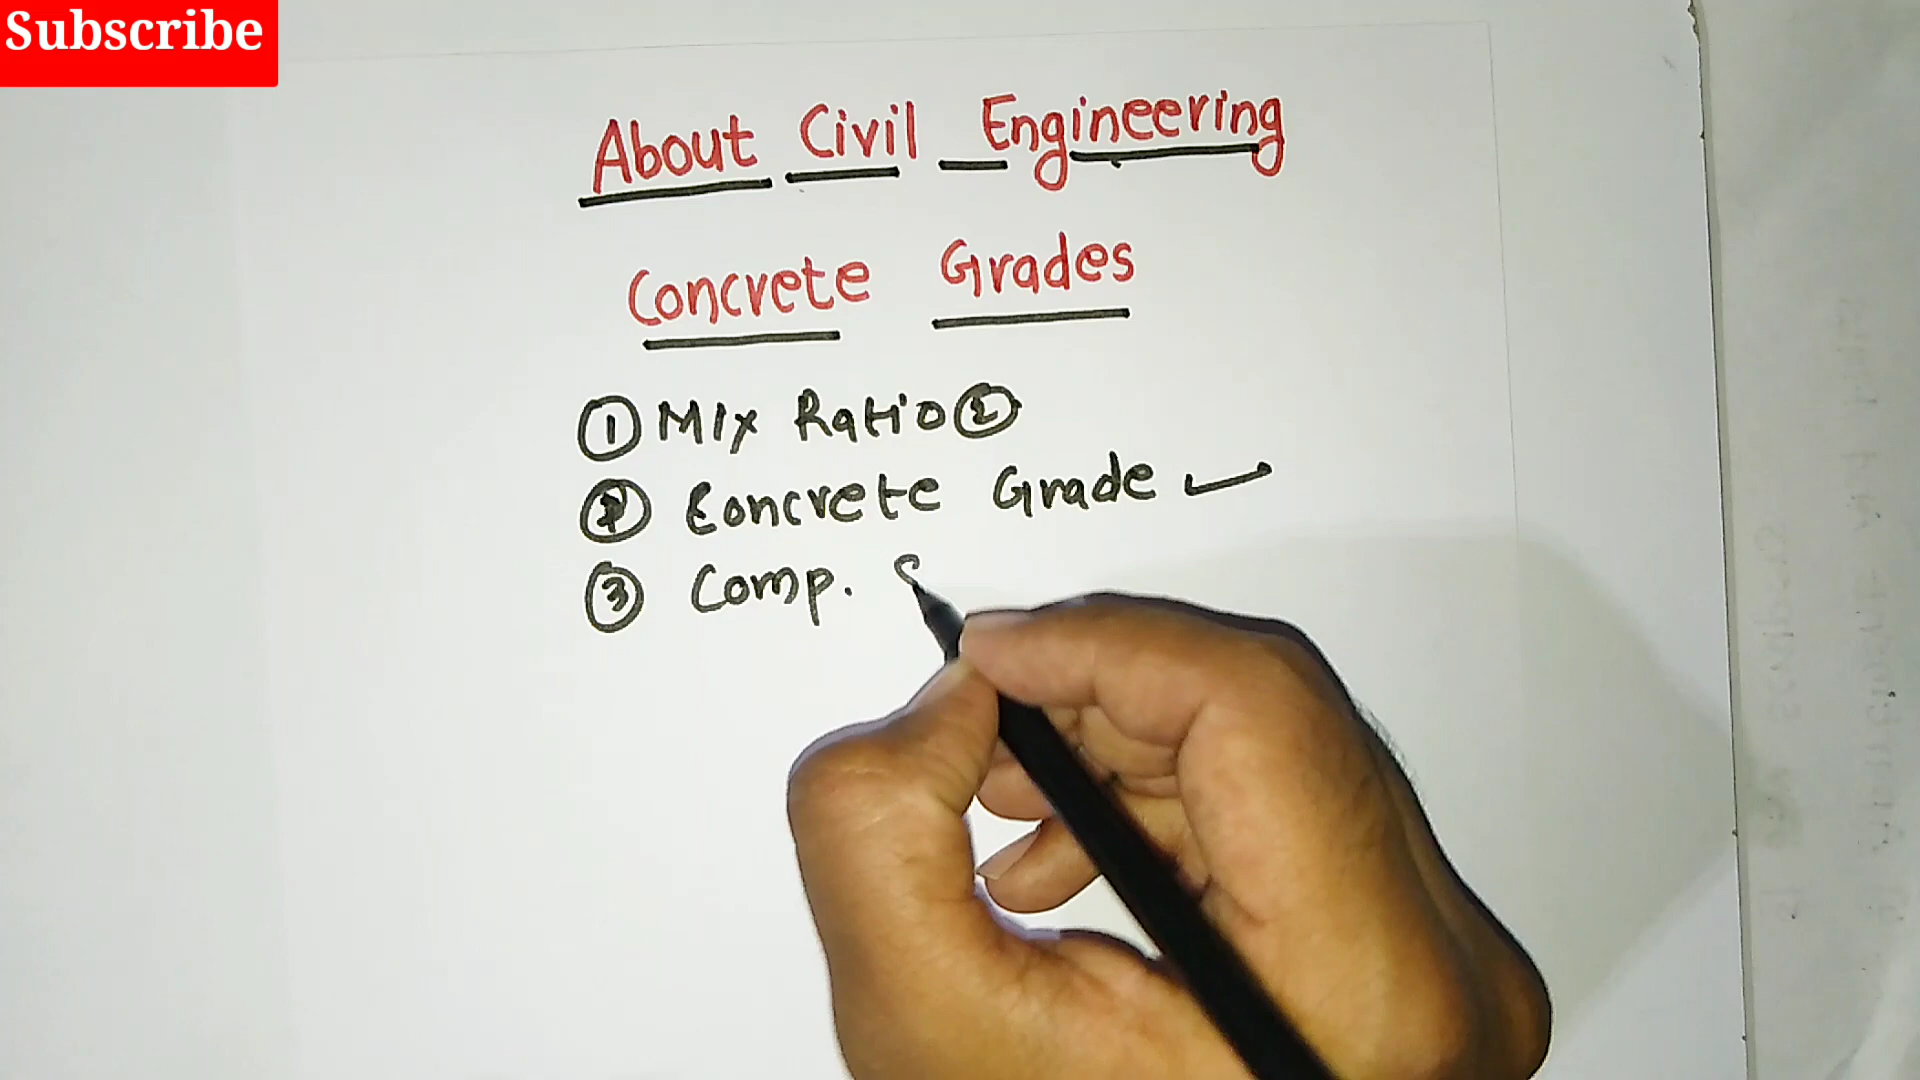 Subscribe
About Civil Engineering
Concrete Grades
① Mix Ratio ②
② Concrete Grade ✓
③ Comp. S